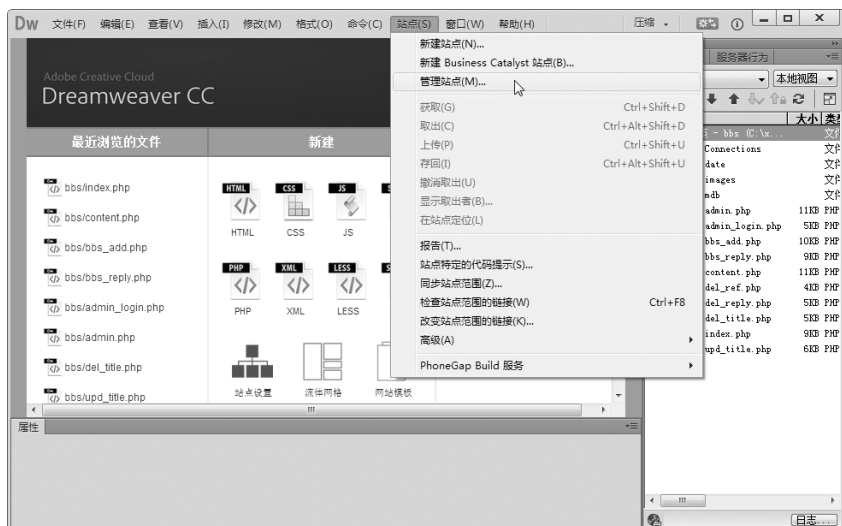 Dw 文件(F) 编辑(E) 查看(V) 插入(I) 修改(M) 格式(O) 命令(C) 站点(S) 窗口(W) 帮助(H) 压缩
Adobe Creative Cloud
Dreamweaver CC
最近浏览的文件 新建
bbs/index.php
bbs/content.php
bbs/bbs_add.php
bbs/bbs_reply.php
bbs/admin_login.php
bbs/admin.php
bbs/del_title.php
bbs/upd_title.php
HTML CSS JS
HTML CSS JS
PHP XML LESS
PHP XML LESS
站点设置 流体网格 网站模板
新建站点(N)...
新建 Business Catalyst 站点(B)...
管理站点(M)...
获取(G) Ctrl+Shift+D
取出(C) Ctrl+Alt+Shift+D
上传(P) Ctrl+Shift+U
存回(I) Ctrl+Alt+Shift+U
撤消取出(U)
显示取出者(B)...
在站点定位(L)
报告(T)...
站点特定的代码提示(S)...
同步站点范围(Z)...
检查站点范围的链接(W) Ctrl+F8
改变站点范围的链接(K)...
高级(A)
PhoneGap Build 服务
服务器行为
本地视图
大小
- bbs (C:\x...
Connections 文件
date 文件
images 文件
mdb 文件
admin.php 11KB PHP
admin_login.php 5KB PHP
bbs_add.php 10KB PHP
bbs_reply.php 9KB PHP
content.php 11KB PHP
del_ref.php 4KB PHP
del_reply.php 5KB PHP
del_title.php 5KB PHP
index.php 9KB PHP
upd_title.php 6KB PHP
属性
日志...